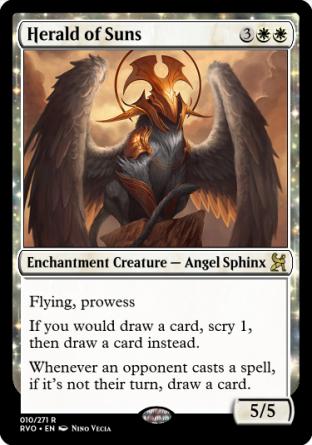 Herald of Suns 3
Enchantment Creature — Angel Sphinx
Flying, prowess
If you would draw a card, scry 1,
then draw a card instead.
Whenever an opponent casts a spell,
if it's not their turn, draw a card.
5/5
010/271 R
RVO • EN Nino Vecia